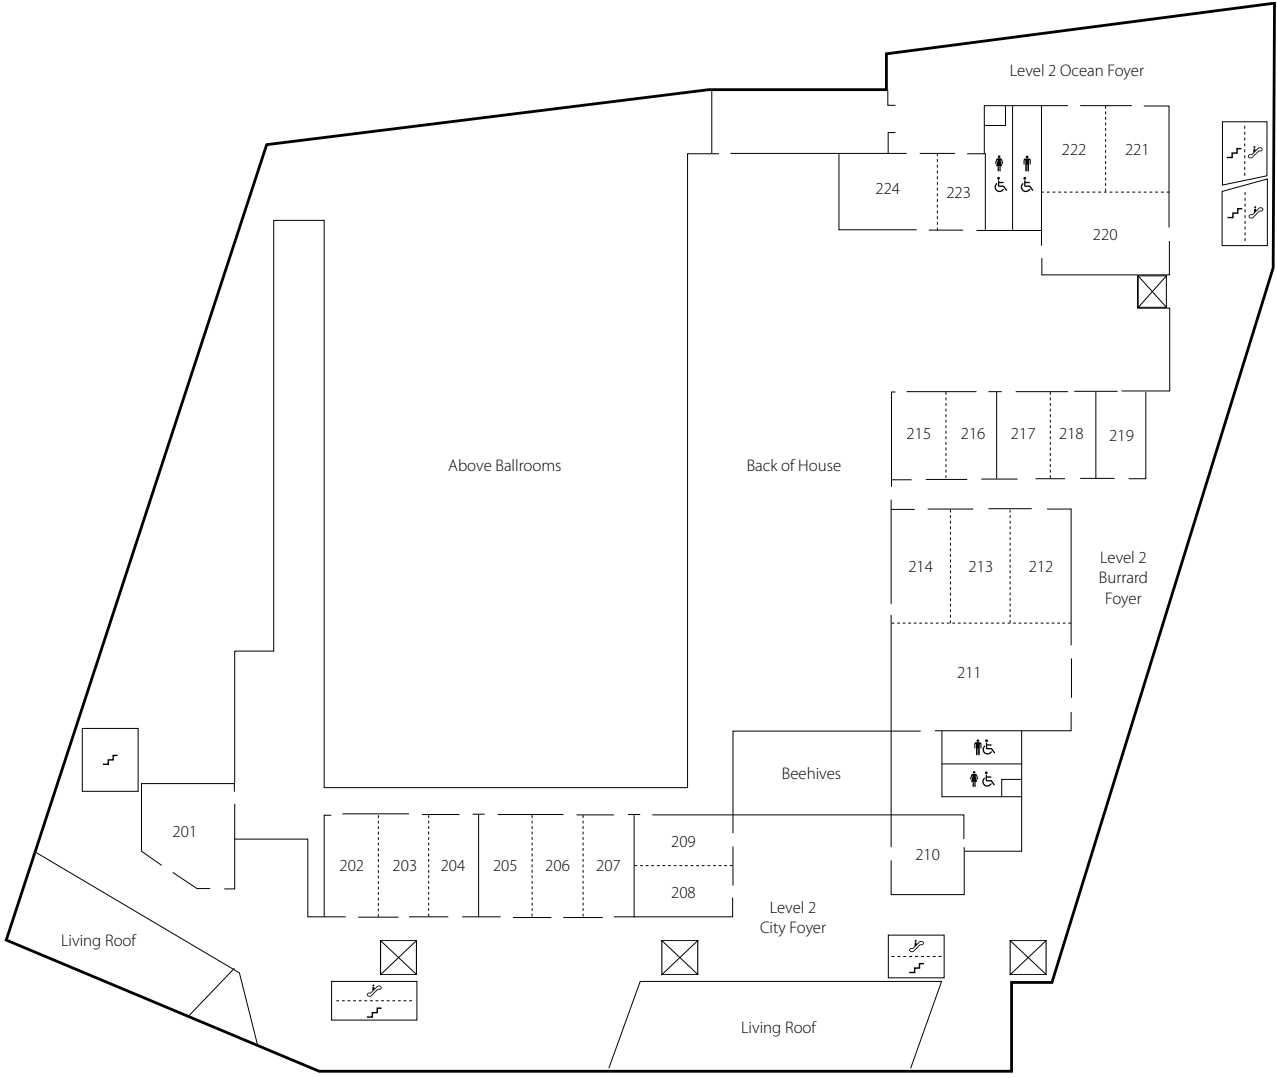 Level 2 Ocean Foyer
222
221
224
223
220
215
216
217
218
219
Above Ballrooms
Back of House
214
213
212
Level 2
Burrard
Foyer
211
Beehives
201
209
202
203
204
205
206
207
208
210
Level 2
City Foyer
Living Roof
Living Roof